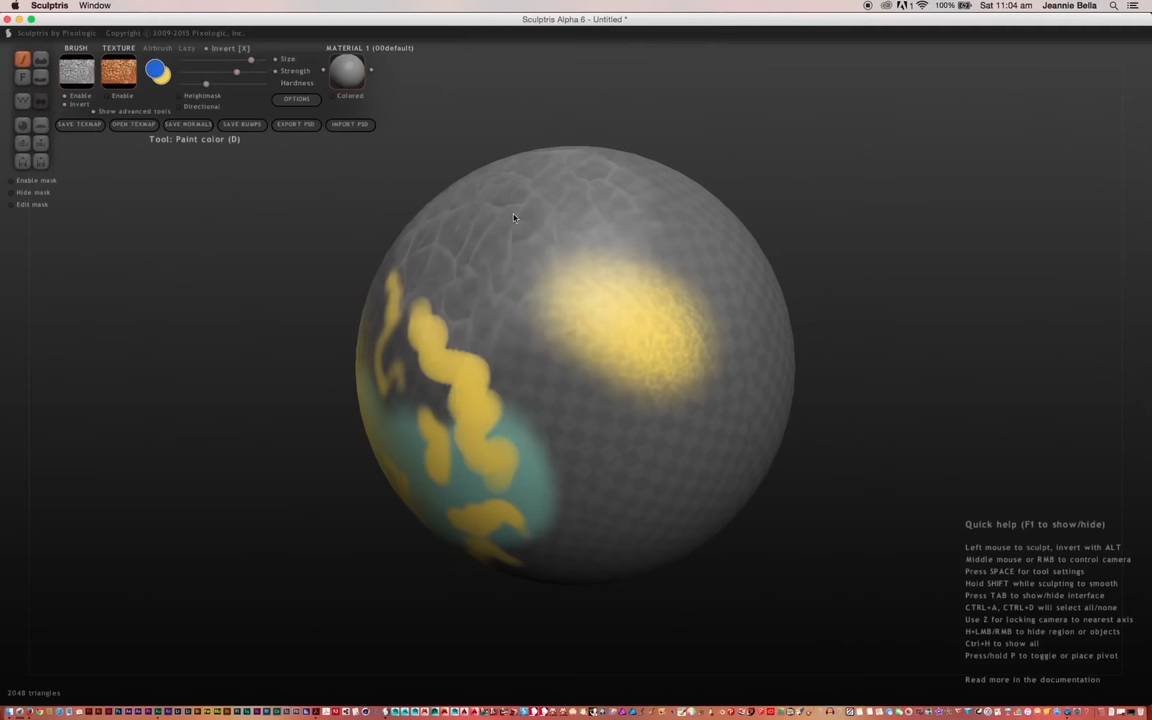 Sculptris Window 100% Sat 11:04 am Jeannie Bella
Sculptris Alpha 6 - Untitled *
Sculptris by Pixologic, Copyright (c) 2009-2015 Pixologic, Inc.
BRUSH TEXTURE Airbrush Lazy Invert [X] MATERIAL 1 (00default)
Size
Strength
Hardness
Enable Enable Heightmask OPTIONS Colored
Invert Directional
Show advanced tools
SAVE TEXMAP OPEN TEXMAP SAVE NORMALS SAVE BUMPS EXPORT PSD IMPORT PSD
Tool: Paint color (D)
Enable mask
Hide mask
Edit mask
Quick help (F1 to show/hide)
Left mouse to sculpt, invert with ALT
Middle mouse or RMB to control camera
Press SPACE for tool settings
Hold SHIFT while sculpting to smooth
Press TAB to show/hide interface
CTRL+A, CTRL+D will select all/none
Use Z for locking camera to nearest axis
H+LMB/RMB to hide region or objects
Ctrl+H to show all
Press/hold P to toggle or place pivot
Read more in the documentation
2048 triangles